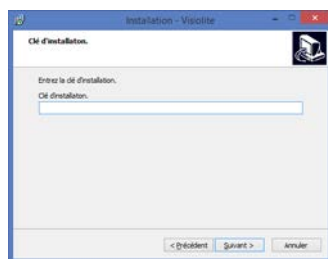 Installation - Visiolite
Clé d'installaton.
Entrez la clé d'installation.
Clé d'installaton.
< Précédent
Suivant >
Annuler